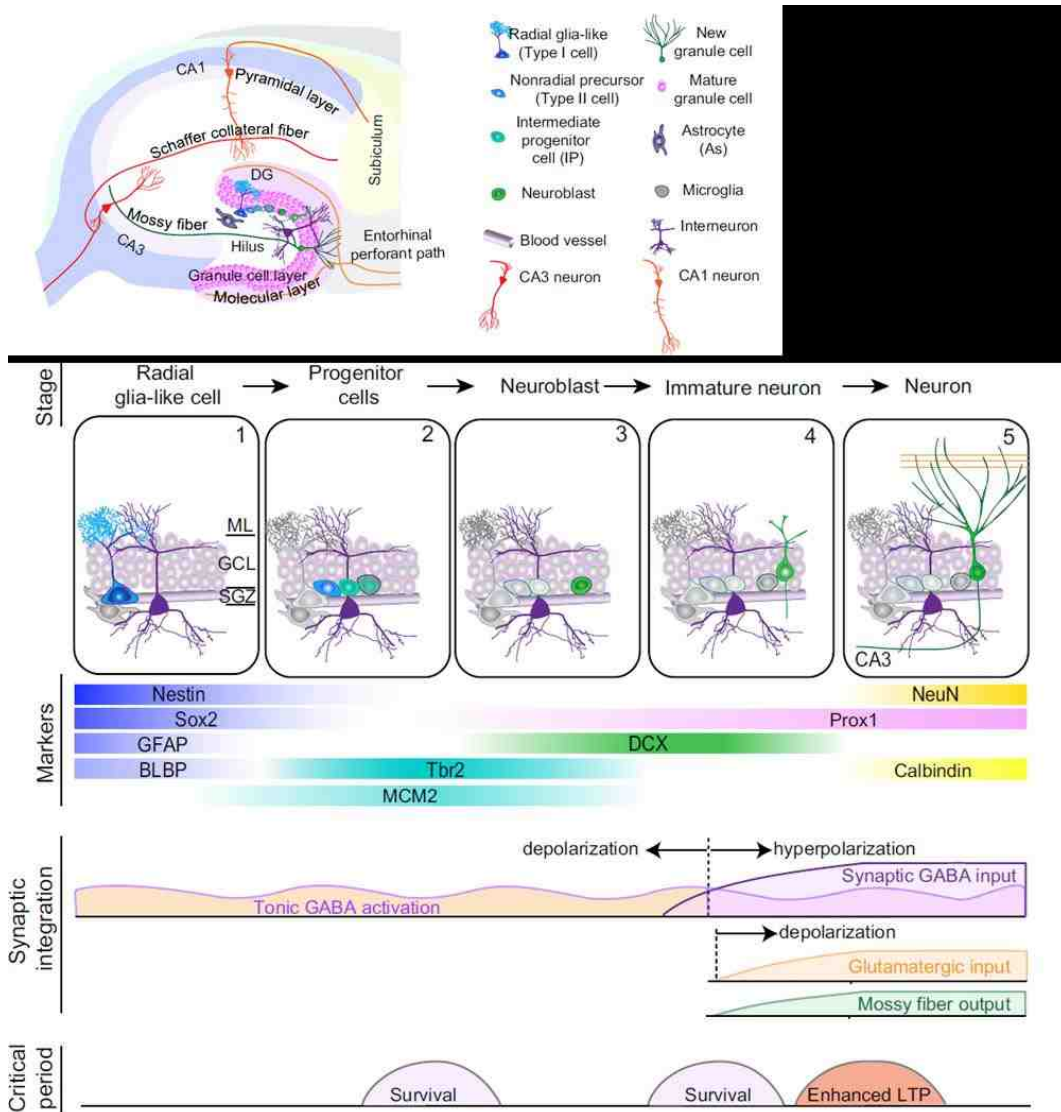 CA1
Pyramidal layer
Schaffer collateral fiber
Subiculum
DG
Mossy fiber
CA3
Hilus
Entorhinal
perforant path
Granule cell layer
Molecular layer
Radial glia-like
(Type I cell)
Nonradial precursor
(Type II cell)
Intermediate
progenitor
cell (IP)
Neuroblast
Blood vessel
CA3 neuron
New
granule cell
Mature
granule cell
Astrocyte
(As)
Microglia
Interneuron
CA1 neuron
Stage
Radial
glia-like cell
Progenitor
cells
Neuroblast
Immature neuron
Neuron
1
2
3
4
5
ML
GCL
SGZ
CA3
Markers
Nestin
NeuN
Sox2
Prox1
GFAP
DCX
BLBP
Tbr2
Calbindin
MCM2
Synaptic
integration
depolarization
hyperpolarization
Synaptic GABA input
Tonic GABA activation
depolarization
Glutamatergic input
Mossy fiber output
Critical
period
Survival
Survival
Enhanced LTP